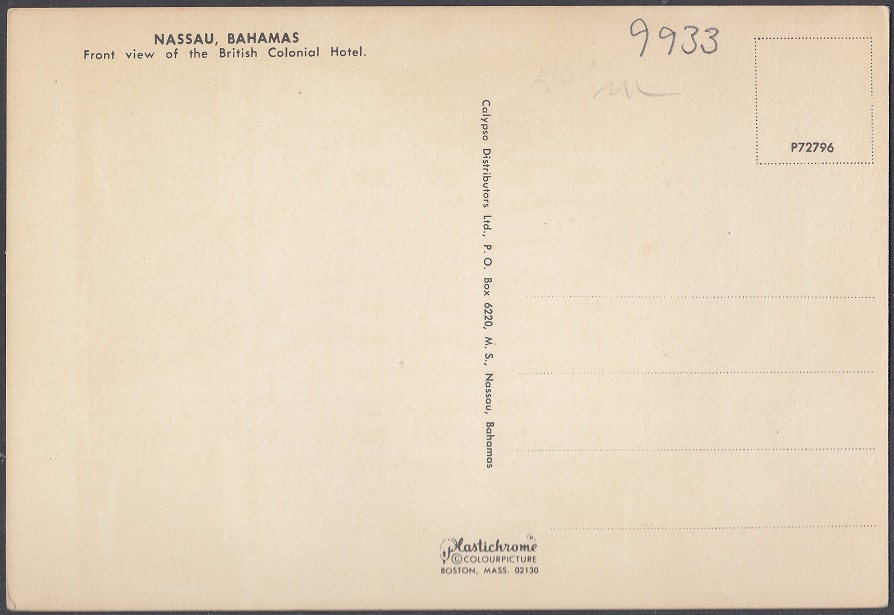 NASSAU, BAHAMAS
Front view of the British Colonial Hotel.
9933
P72796
Calypso Distributors Ltd., P. O. Box 6220, M. S., Nassau, Bahamas
Plastichrome®
© COLOURPICTURE
BOSTON, MASS. 02130